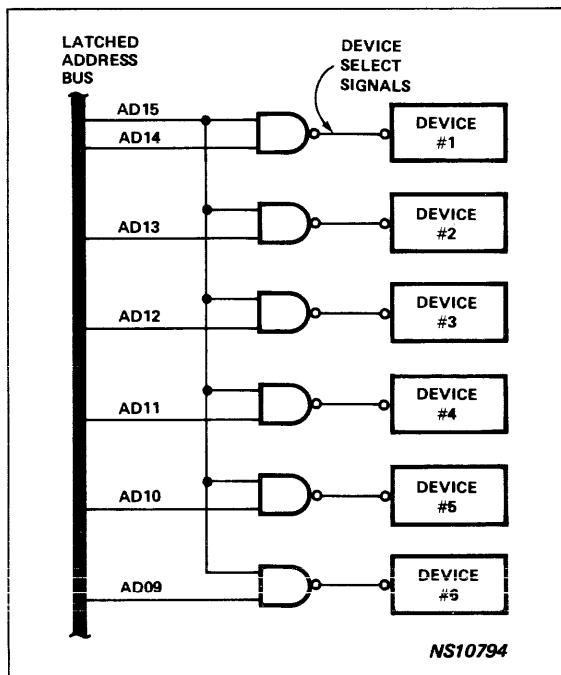 LATCHED
ADDRESS
BUS
DEVICE
SELECT
SIGNALS
AD15
AD14
DEVICE
#1
AD13
DEVICE
#2
AD12
DEVICE
#3
AD11
DEVICE
#4
AD10
DEVICE
#5
AD09
DEVICE
#6
NS10794